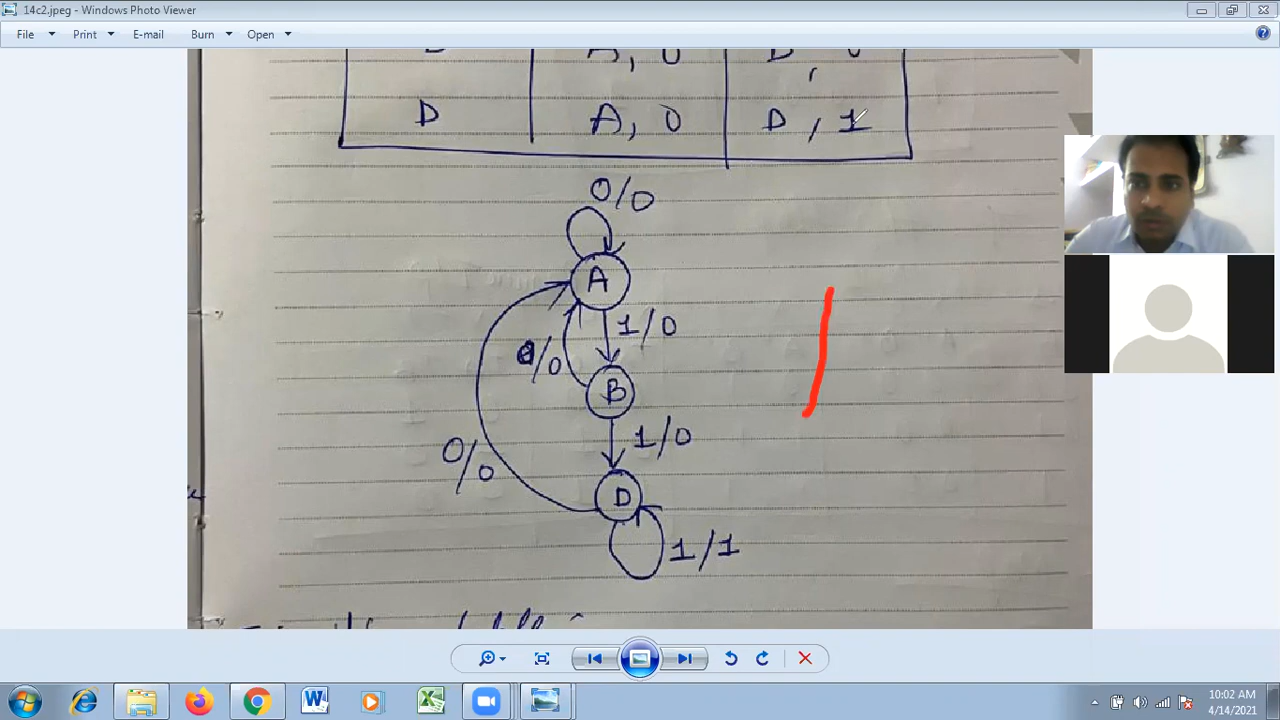 14c2.jpeg - Windows Photo Viewer
File Print E-mail Burn Open
A, 0
D A, 0 D, 1
0/0
A
1/0
0/0
B
1/0
0/0
D
1/1
10:02 AM
4/14/2021